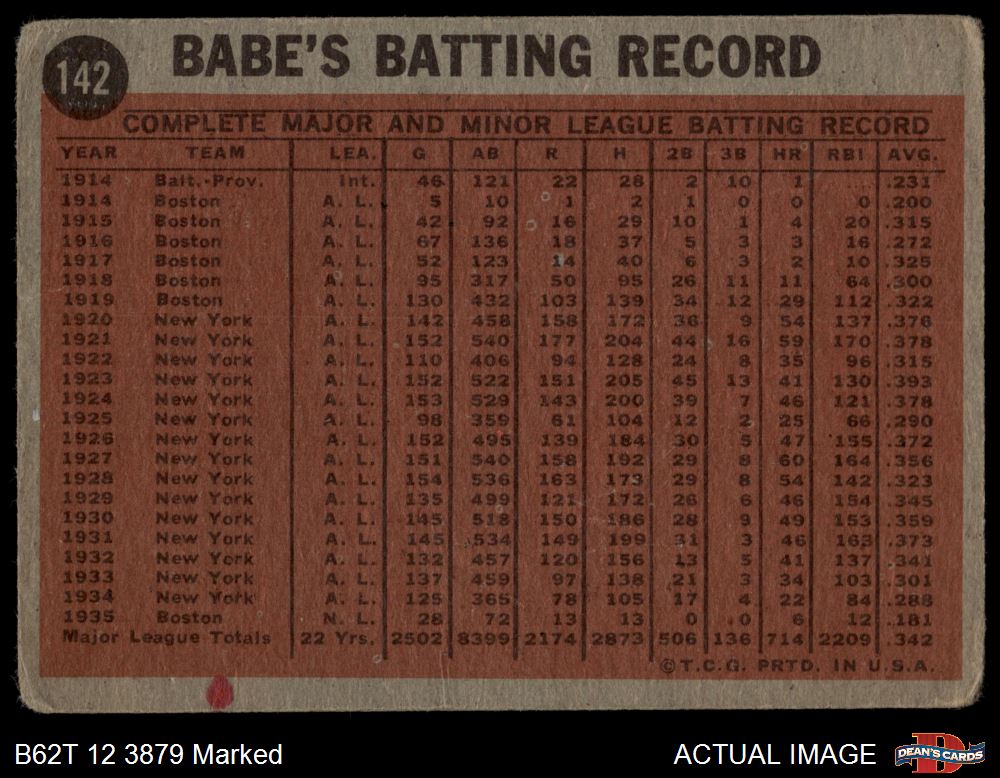 142
BABE'S BATTING RECORD
COMPLETE MAJOR AND MINOR LEAGUE BATTING RECORD
YEAR TEAM LEA. G AB R H 2B 3B HR RBI AVG.
1914 Balt.-Prov. Int. 46 121 22 28 2 10 1 .... .231
1914 Boston A. L. 5 10 1 2 1 0 0 0 .200
1915 Boston A. L. 42 92 16 29 10 1 4 20 .315
1916 Boston A. L. 67 136 18 37 5 3 3 16 .272
1917 Boston A. L. 52 123 14 40 6 3 2 10 .325
1918 Boston A. L. 95 317 50 95 26 11 11 64 .300
1919 Boston A. L. 130 432 103 139 34 12 29 112 .322
1920 New York A. L. 142 458 158 172 36 9 54 137 .376
1921 New York A. L. 152 540 177 204 44 16 59 170 .378
1922 New York A. L. 110 406 94 128 24 8 35 96 .315
1923 New York A. L. 152 522 151 205 45 13 41 130 .393
1924 New York A. L. 153 529 143 200 39 7 46 121 .378
1925 New York A. L. 98 359 61 104 12 2 25 66 .290
1926 New York A. L. 152 495 139 184 30 5 47 155 .372
1927 New York A. L. 151 540 158 192 29 8 60 164 .356
1928 New York A. L. 154 536 163 173 29 8 54 142 .323
1929 New York A. L. 135 499 121 172 26 6 46 154 .345
1930 New York A. L. 145 518 150 186 28 9 49 153 .359
1931 New York A. L. 145 534 149 199 31 3 46 163 .373
1932 New York A. L. 132 457 120 156 13 5 41 137 .341
1933 New York A. L. 137 459 97 138 21 3 34 103 .301
1934 New York A. L. 125 365 78 105 17 4 22 84 .288
1935 Boston N. L. 28 72 13 13 0 0 6 12 .181
Major League Totals 22 Yrs. 2502 8399 2174 2873 506 136 714 2209 .342
©T.C.G. PRTD. IN U.S.A.
B62T 12 3879 Marked
ACTUAL IMAGE
DEAN'S CARDS